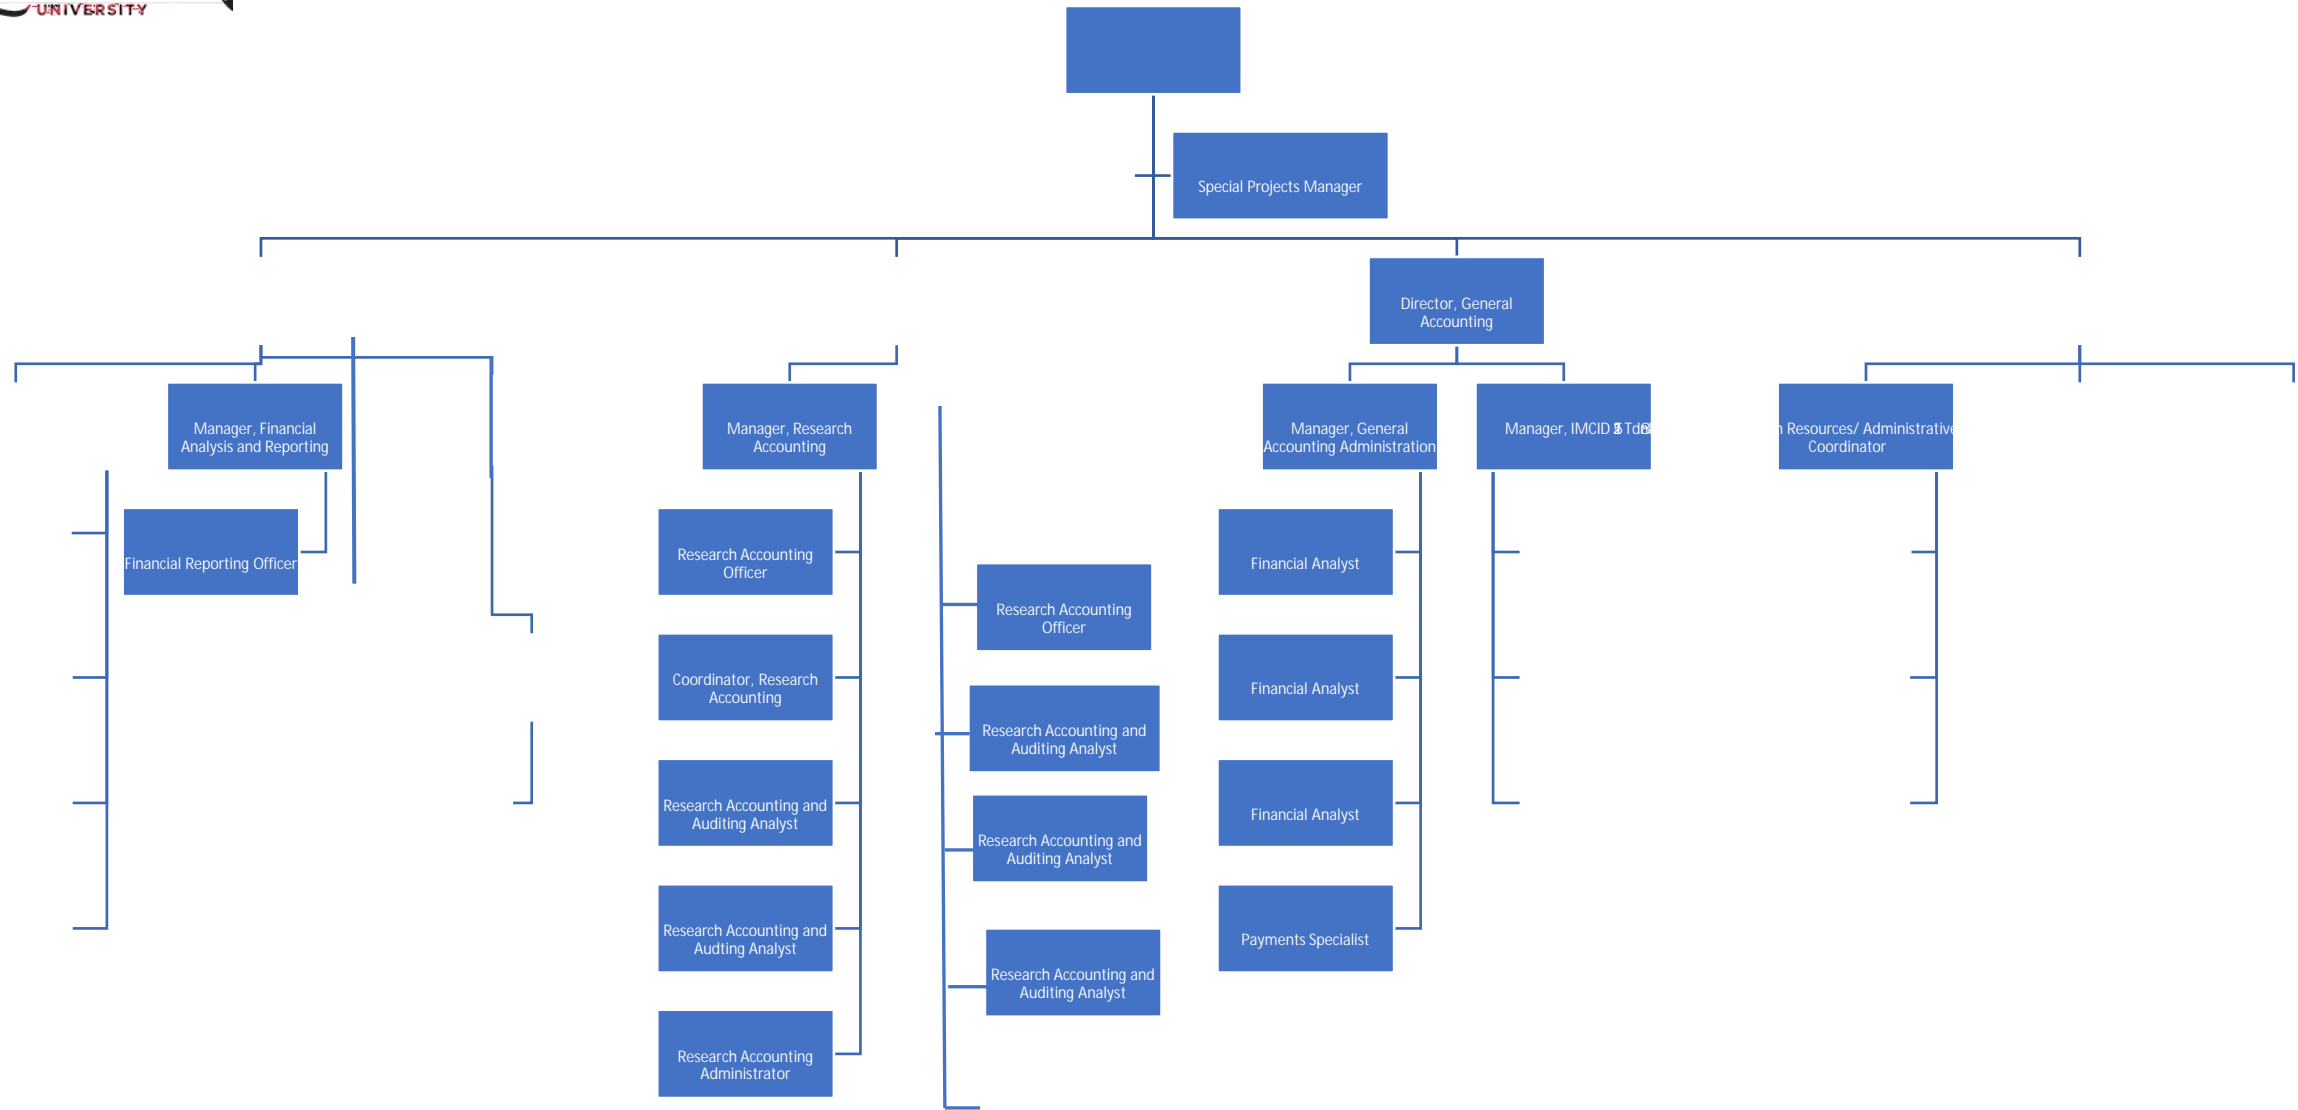 UNIVERSITY
Special Projects Manager
Director, General
Accounting
Manager, Financial
Analysis and Reporting
Manager, Research
Accounting
Manager, General
Accounting Administration
Manager, IMCID
Resources/ Administrative
Coordinator
Financial Reporting Officer
Research Accounting
Officer
Coordinator, Research
Accounting
Research Accounting and
Auditing Analyst
Research Accounting and
Audting Analyst
Research Accounting
Administrator
Research Accounting
Officer
Research Accounting and
Auditing Analyst
Research Accounting and
Auditing Analyst
Research Accounting and
Auditing Analyst
Financial Analyst
Financial Analyst
Financial Analyst
Payments Specialist